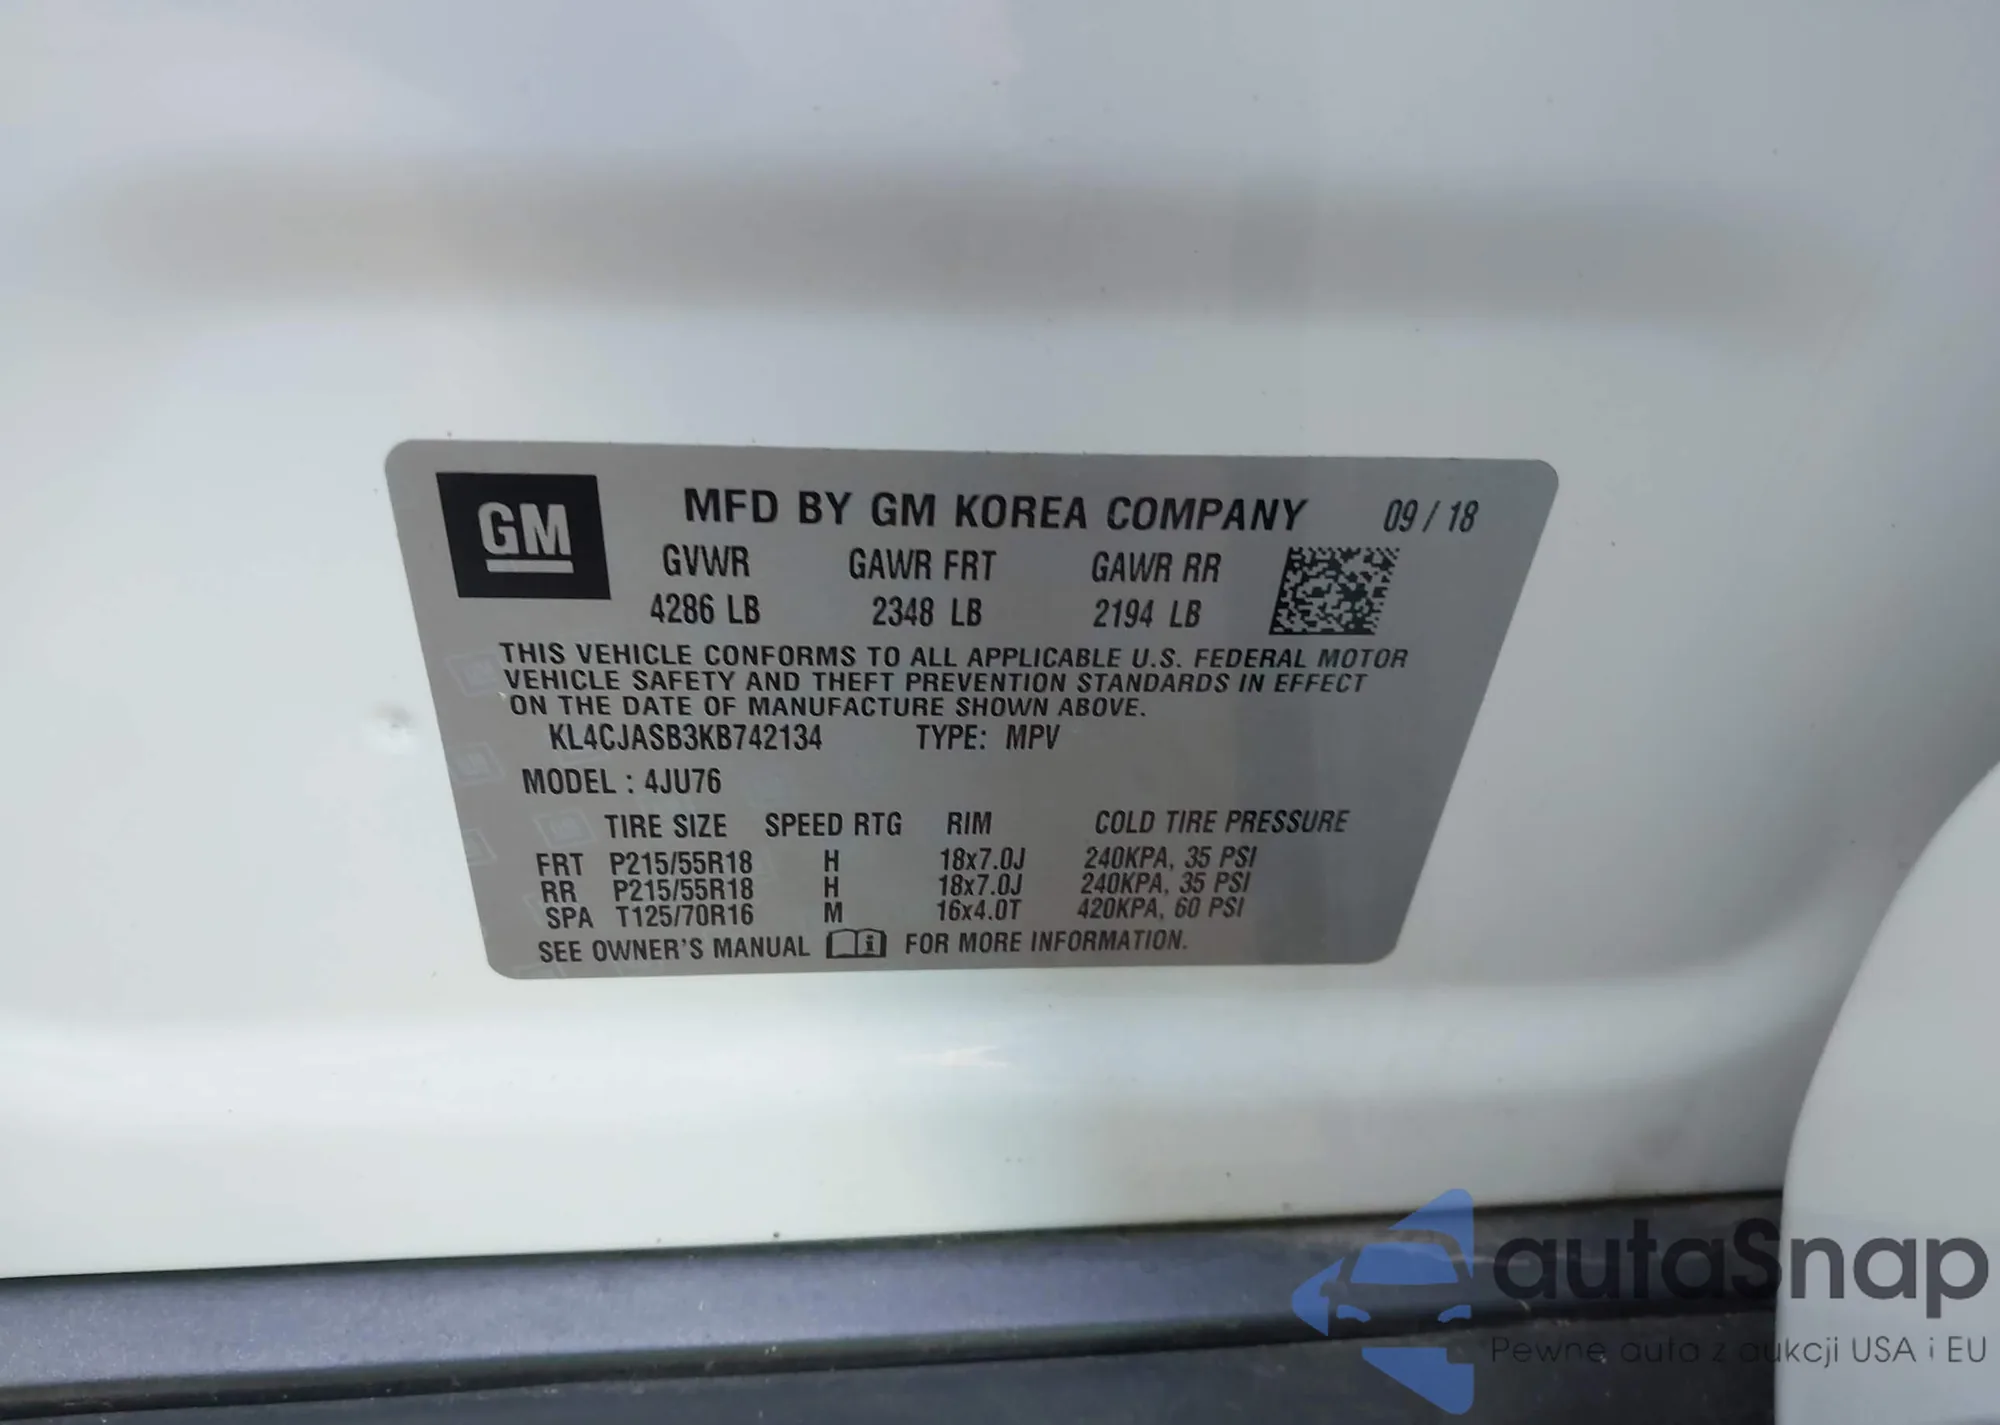 GM
MFD BY GM KOREA COMPANY 09 / 18
GVWR GAWR FRT GAWR RR
4286 LB 2348 LB 2194 LB
THIS VEHICLE CONFORMS TO ALL APPLICABLE U.S. FEDERAL MOTOR
VEHICLE SAFETY AND THEFT PREVENTION STANDARDS IN EFFECT
ON THE DATE OF MANUFACTURE SHOWN ABOVE.
KL4CJASB3KB742134 TYPE: MPV
MODEL : 4JU76
TIRE SIZE SPEED RTG RIM COLD TIRE PRESSURE
FRT P215/55R18 H 18x7.0J 240KPA, 35 PSI
RR P215/55R18 H 18x7.0J 240KPA, 35 PSI
SPA T125/70R16 M 16x4.0T 420KPA, 60 PSI
SEE OWNER'S MANUAL i FOR MORE INFORMATION.
autaSnap
Pewne auta z aukcji USA i EU